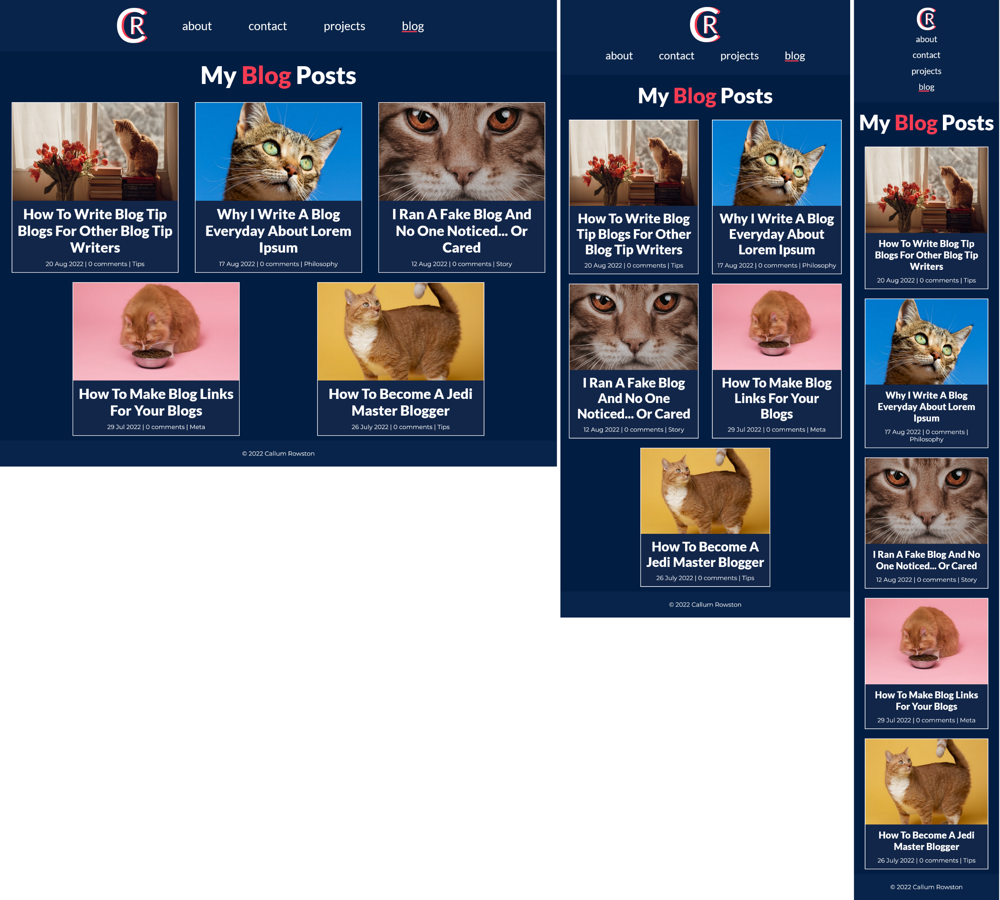 CR
about contact projects blog
My Blog Posts
How To Write Blog Tip
Blogs For Other Blog Tip
Writers
20 Aug 2022 | 0 comments | Tips
Why I Write A Blog
Everyday About Lorem
Ipsum
17 Aug 2022 | 0 comments | Philosophy
I Ran A Fake Blog And
No One Noticed... Or
Cared
12 Aug 2022 | 0 comments | Story
How To Make Blog Links
For Your Blogs
29 Jul 2022 | 0 comments | Meta
How To Become A Jedi
Master Blogger
26 July 2022 | 0 comments | Tips
© 2022 Callum Rowston
CR
about contact projects blog
My Blog Posts
How To Write Blog
Tip Blogs For Other
Blog Tip Writers
20 Aug 2022 | 0 comments | Tips
Why I Write A Blog
Everyday About
Lorem Ipsum
17 Aug 2022 | 0 comments | Philosophy
I Ran A Fake Blog
And No One
Noticed... Or Cared
12 Aug 2022 | 0 comments | Story
How To Make Blog
Links For Your
Blogs
29 Jul 2022 | 0 comments | Meta
How To Become A
Jedi Master Blogger
26 July 2022 | 0 comments | Tips
© 2022 Callum Rowston
CR
about
contact
projects
blog
My Blog Posts
How To Write Blog Tip
Blogs For Other Blog Tip
Writers
20 Aug 2022 | 0 comments | Tips
Why I Write A Blog
Everyday About Lorem
Ipsum
17 Aug 2022 | 0 comments |
Philosophy
I Ran A Fake Blog And No
One Noticed... Or Cared
12 Aug 2022 | 0 comments | Story
How To Make Blog Links
For Your Blogs
29 Jul 2022 | 0 comments | Meta
How To Become A Jedi
Master Blogger
26 July 2022 | 0 comments | Tips
© 2022 Callum Rowston